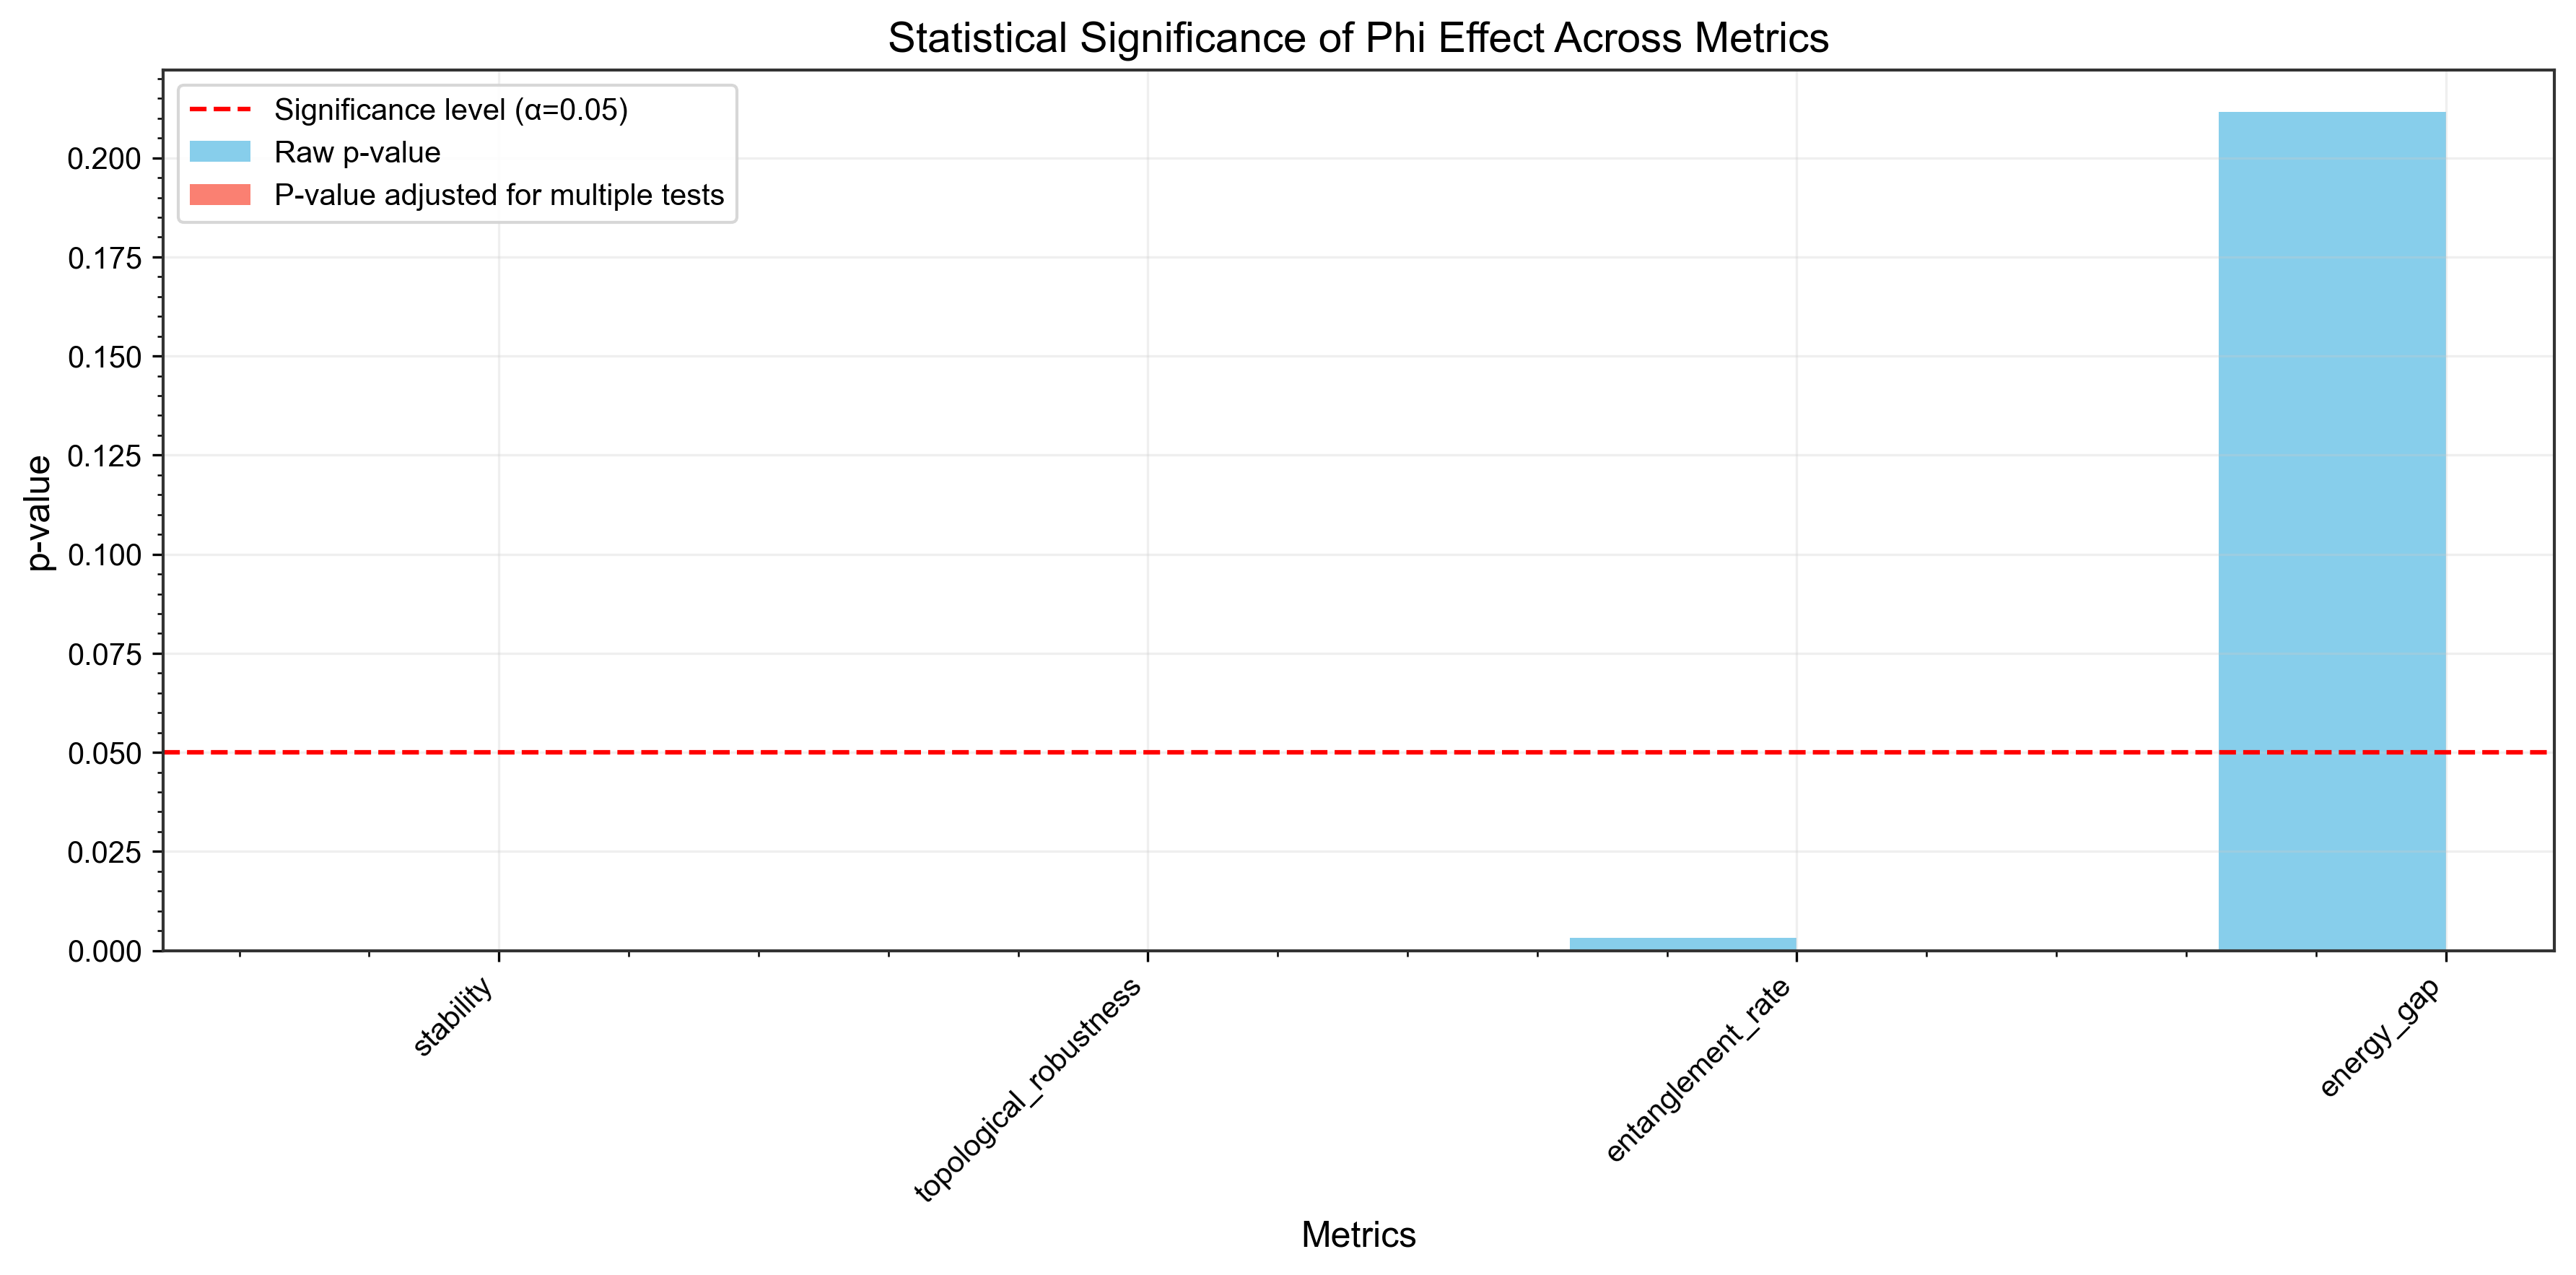 Statistical Significance of Phi Effect Across Metrics
Significance level (α=0.05)
Raw p-value
P-value adjusted for multiple tests
p-value
0.200
0.175
0.150
0.125
0.100
0.075
0.050
0.025
0.000
stability
topological_robustness
entanglement_rate
energy_gap
Metrics